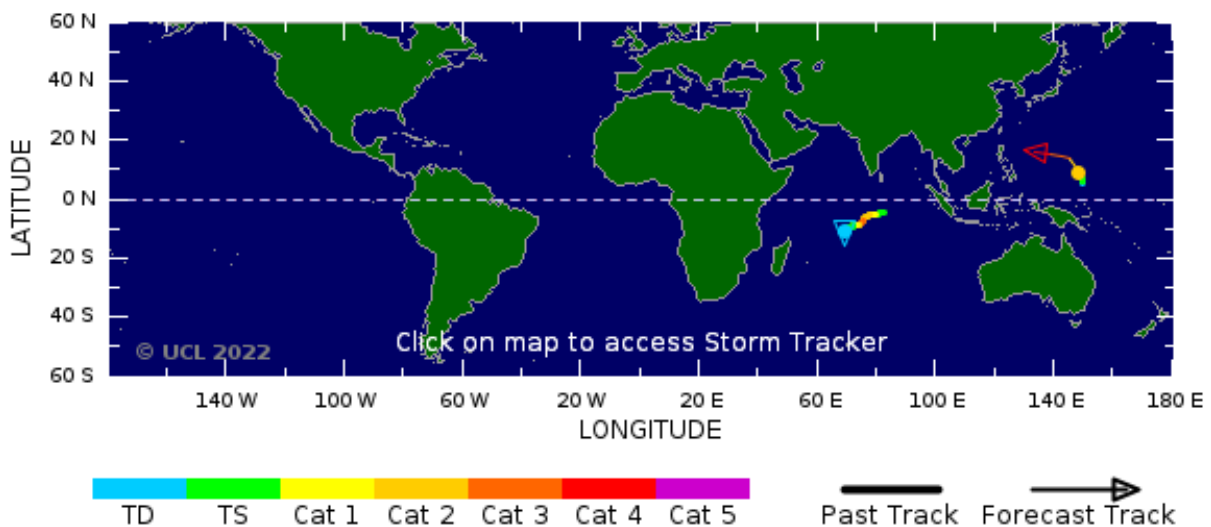 60 N
40 N
20 N
0 N
20 S
40 S
60 S
LATITUDE
Click on map to access Storm Tracker
© UCL 2022
140 W 100 W 60 W 20 W 20 E 60 E 100 E 140 E 180 E
LONGITUDE
TD TS Cat 1 Cat 2 Cat 3 Cat 4 Cat 5 Past Track Forecast Track